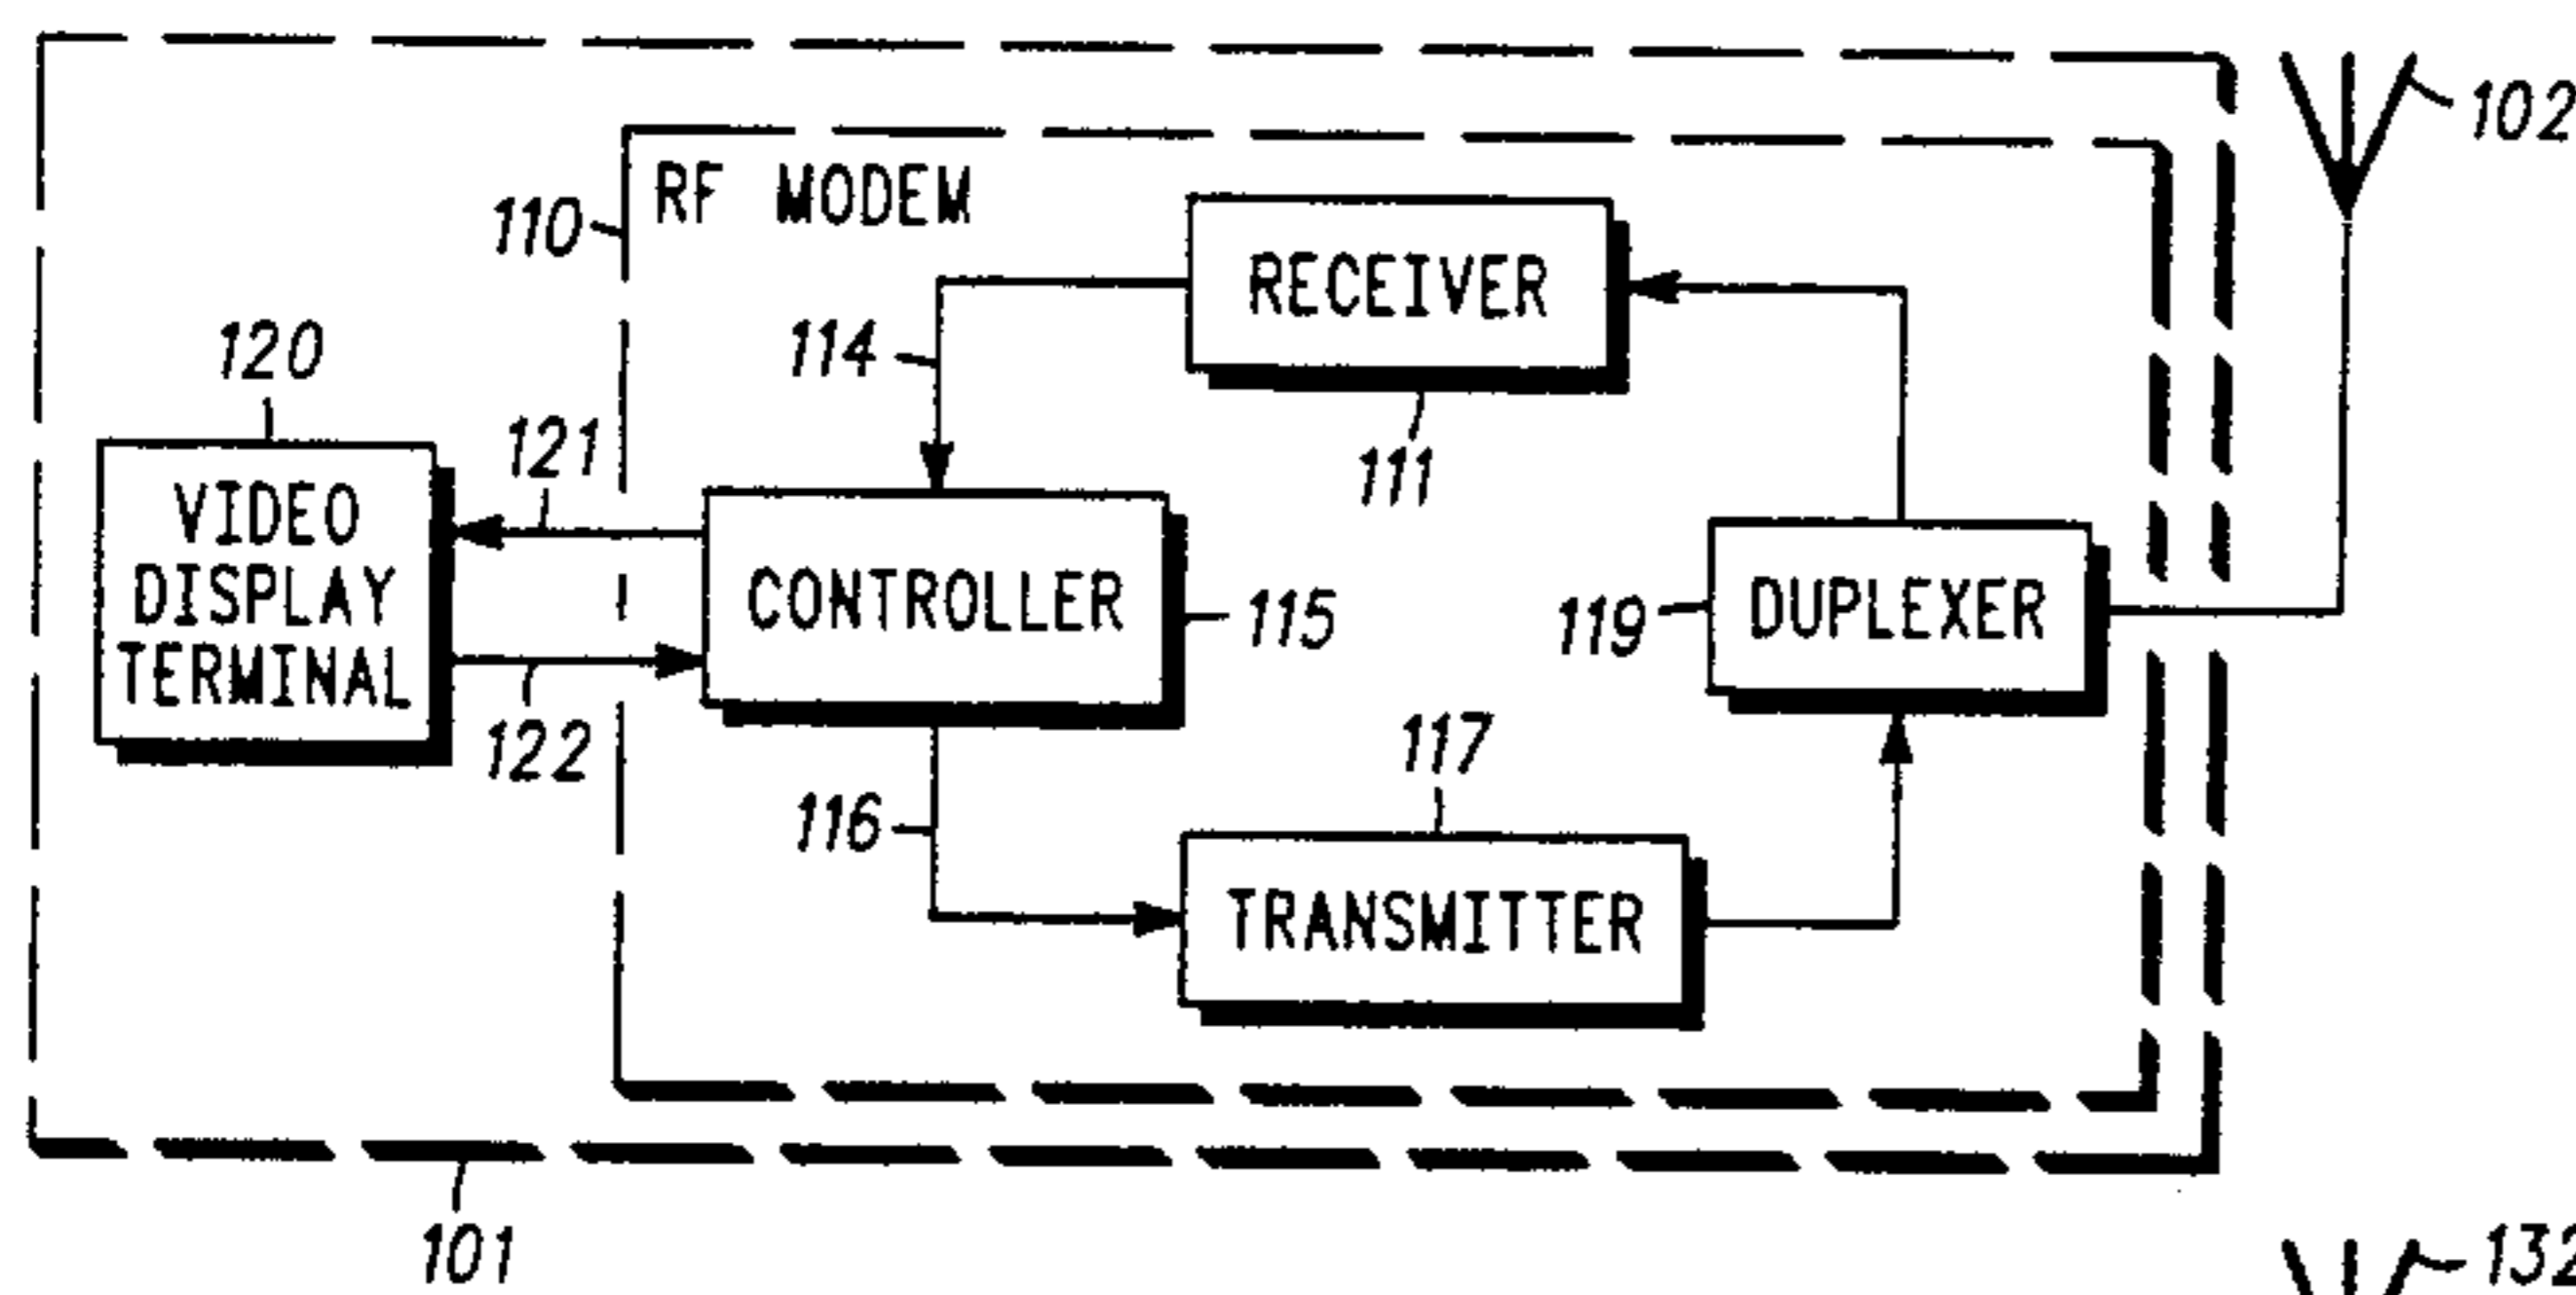 102
RF MODEM
110
RECEIVER
114
120
121
111
VIDEO
DISPLAY
TERMINAL
CONTROLLER
115
119
DUPLEXER
122
117
116
TRANSMITTER
101
132